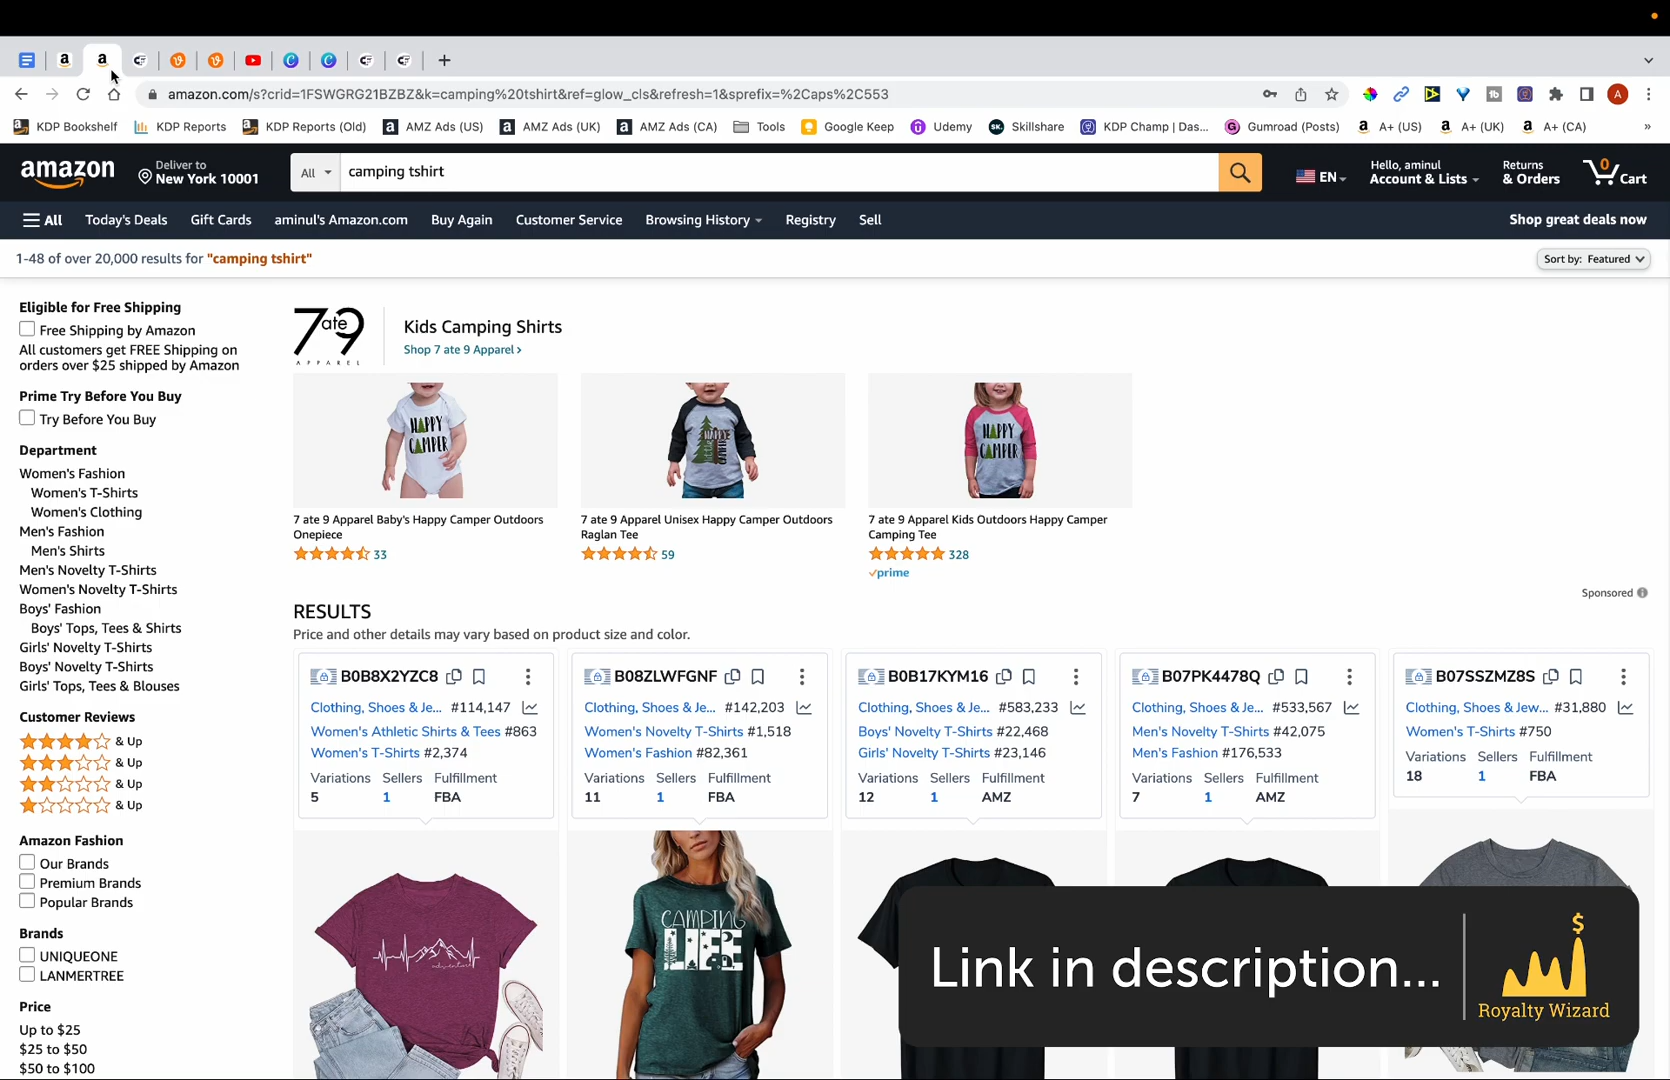 amazon.com/s?crid=1FSWGRG21BZBZ&k=camping%20tshirt&ref=glow_cls&refresh=1&sprefix=%2Caps%2C553
A
KDP Bookshelf
KDP Reports
KDP Reports (Old)
AMZ Ads (US)
AMZ Ads (UK)
AMZ Ads (CA)
Tools
Google Keep
Udemy
Skillshare
KDP Champ | Das...
Gumroad (Posts)
A+ (US)
A+ (UK)
A+ (CA)
»
amazon
Deliver to
New York 10001
All
camping tshirt
EN
Hello, aminul
Account & Lists
Returns
& Orders
0
Cart
All
Today's Deals
Gift Cards
aminul's Amazon.com
Buy Again
Customer Service
Browsing History
Registry
Sell
Shop great deals now
1-48 of over 20,000 results for "camping tshirt"
Sort by: Featured
Eligible for Free Shipping
Free Shipping by Amazon
All customers get FREE Shipping on
orders over $25 shipped by Amazon
Prime Try Before You Buy
Try Before You Buy
Department
Women's Fashion
Women's T-Shirts
Women's Clothing
Men's Fashion
Men's Shirts
Men's Novelty T-Shirts
Women's Novelty T-Shirts
Boys' Fashion
Boys' Tops, Tees & Shirts
Girls' Novelty T-Shirts
Boys' Novelty T-Shirts
Girls' Tops, Tees & Blouses
Customer Reviews
& Up
& Up
& Up
& Up
Amazon Fashion
Our Brands
Premium Brands
Popular Brands
Brands
UNIQUEONE
LANMERTREE
Price
Up to $25
$25 to $50
$50 to $100
7 ate 9
APPAREL
Kids Camping Shirts
Shop 7 ate 9 Apparel ›
HAPPY
CAMPER
HAPPY
CAMPER
HAPPY
CAMPER
7 ate 9 Apparel Baby's Happy Camper Outdoors
Onepiece
33
7 ate 9 Apparel Unisex Happy Camper Outdoors
Raglan Tee
59
7 ate 9 Apparel Kids Outdoors Happy Camper
Camping Tee
328
prime
Sponsored
RESULTS
Price and other details may vary based on product size and color.
B0B8X2YZC8
Clothing, Shoes & Je... #114,147
Women's Athletic Shirts & Tees #863
Women's T-Shirts #2,374
Variations Sellers Fulfillment
5 1 FBA
B08ZLWFGNF
Clothing, Shoes & Je... #142,203
Women's Novelty T-Shirts #1,518
Women's Fashion #82,361
Variations Sellers Fulfillment
11 1 FBA
B0B17KYM16
Clothing, Shoes & Je... #583,233
Boys' Novelty T-Shirts #22,468
Girls' Novelty T-Shirts #23,146
Variations Sellers Fulfillment
12 1 AMZ
B07PK4478Q
Clothing, Shoes & Je... #533,567
Men's Novelty T-Shirts #42,075
Men's Fashion #176,533
Variations Sellers Fulfillment
7 1 AMZ
B07SSZMZ8S
Clothing, Shoes & Jew... #31,880
Women's T-Shirts #750
Variations Sellers Fulfillment
18 1 FBA
adventure
CAMPING
LIFE
Link in description...
$
Royalty Wizard